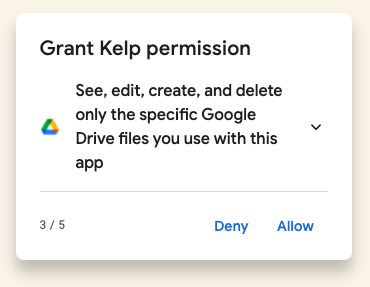 Grant Kelp permission
See, edit, create, and delete
only the specific Google
Drive files you use with this
app
3 / 5
Deny
Allow